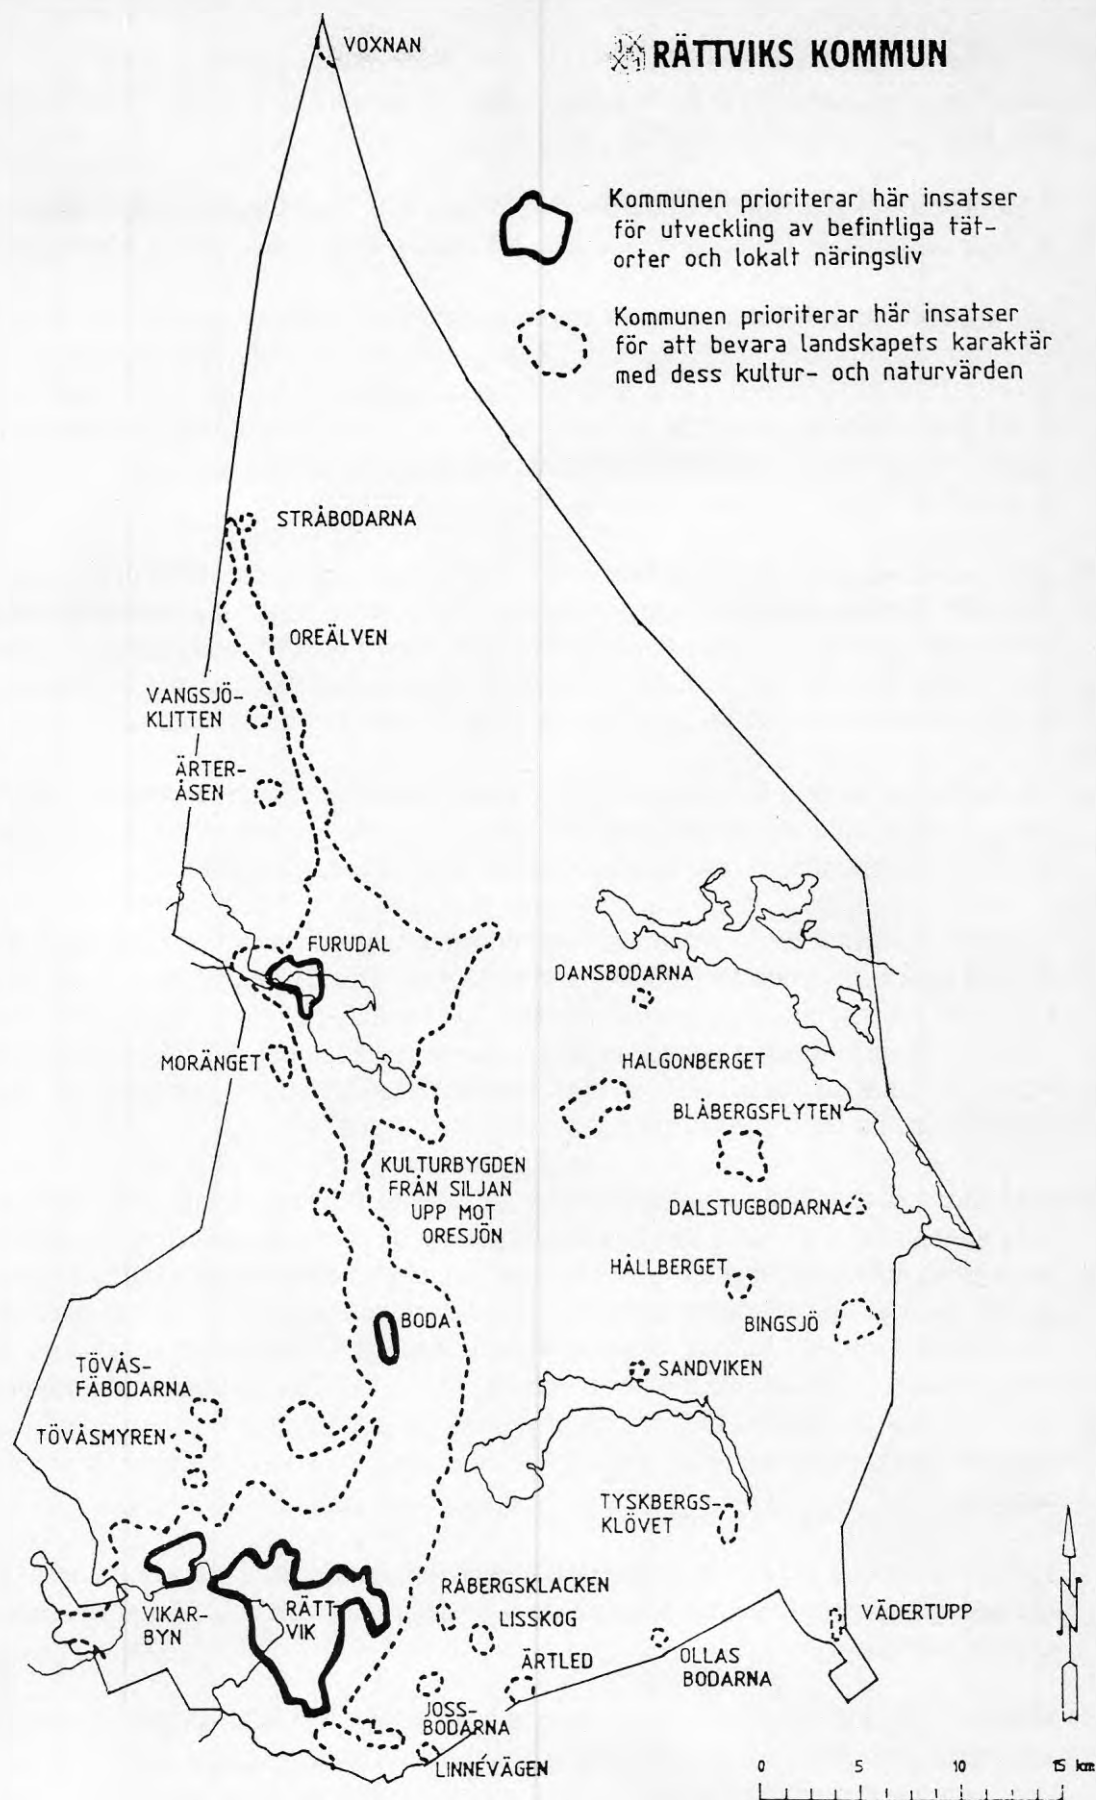 VOXNAN
RÄTTVIKS KOMMUN
Kommunen prioriterar här insatser
för utveckling av befintliga tät-
orter och lokalt näringsliv
Kommunen prioriterar här insatser
för att bevara landskapets karaktär
med dess kultur- och naturvärden
STRÅBODARNA
OREÄLVEN
VANGSJÖ-
KLITTEN
ÄRTER-
ÅSEN
FURUDAL
DANSBODARNA
MORÄNGET
HALGONBERGET
BLÅBERGSFLYTEN
KULTURBYGDEN
FRÅN SILJAN
UPP MOT
ORESJÖN
DALSTUGBODARNA
HÅLLBERGET
BINGSJÖ
BODA
SANDVIKEN
TÖVÅS-
FÄBODARNA
TÖVÅSMYREN
TYSKBERGS-
KLÖVET
RÅBERGSKLACKEN
LISSKOG
VIKAR-
BYN
RÄTT-
VIK
VÄDERTUPP
ÄRTLED
OLLAS
BODARNA
JOSS-
BODARNA
LINNÉVÄGEN
0 5 10 15 km